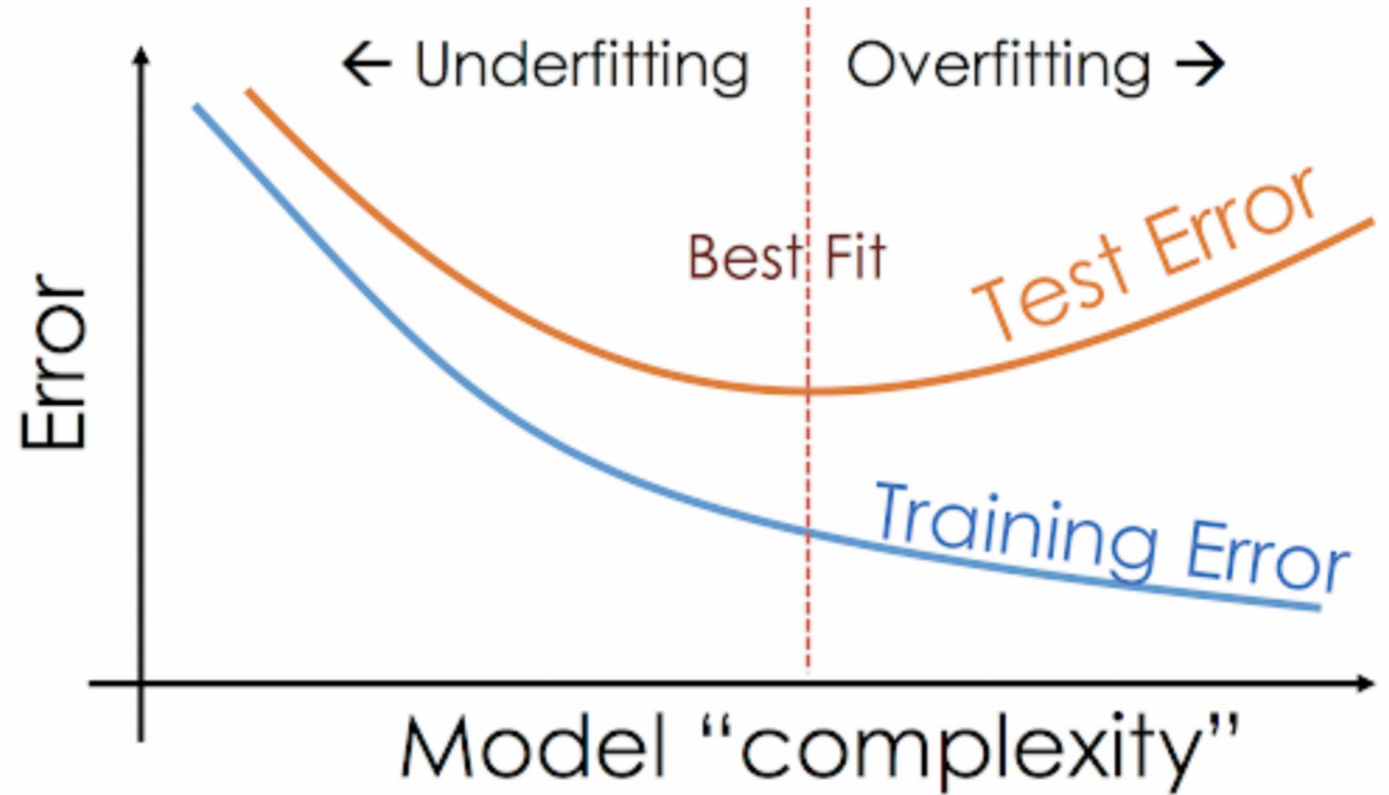 ← Underfitting
Overfitting →
Best Fit
Test Error
Error
Training Error
Model “complexity”